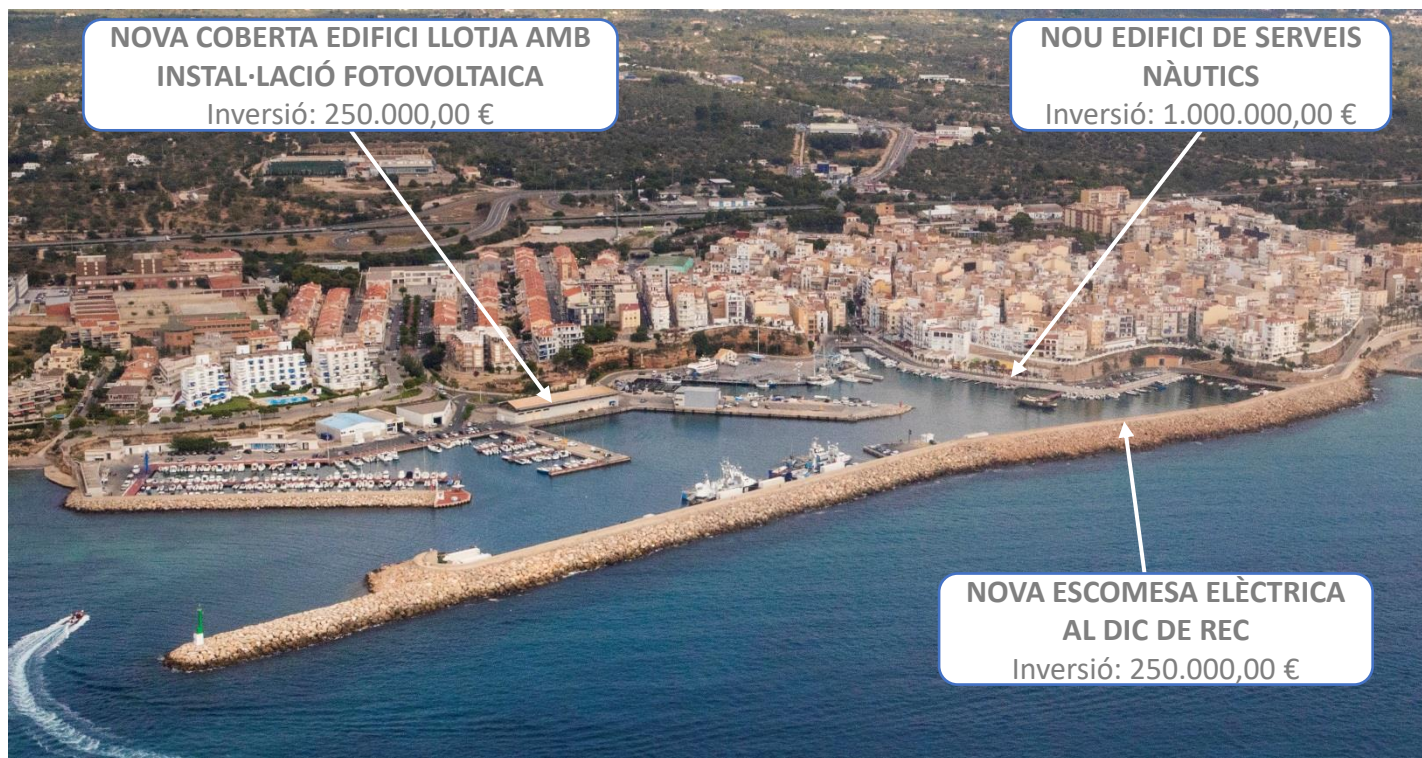 NOVA COBERTA EDIFICI LLOTJA AMB
INSTAL·LACIÓ FOTOVOLTAICA
Inversió: 250.000,00 €
NOU EDIFICI DE SERVEIS
NÀUTICS
Inversió: 1.000.000,00 €
NOVA ESCOMESA ELÈCTRICA
AL DIC DE REC
Inversió: 250.000,00 €